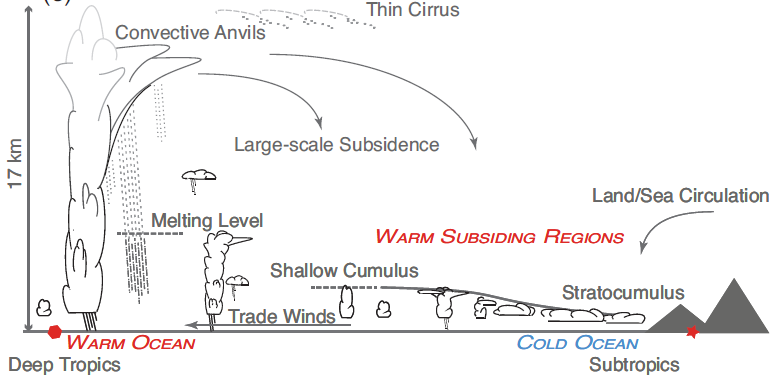 Thin Cirrus
Convective Anvils
Large-scale Subsidence
17 km
Land/Sea Circulation
Melting Level
WARM SUBSIDING REGIONS
Shallow Cumulus
Stratocumulus
Trade Winds
WARM OCEAN
COLD OCEAN
Deep Tropics
Subtropics